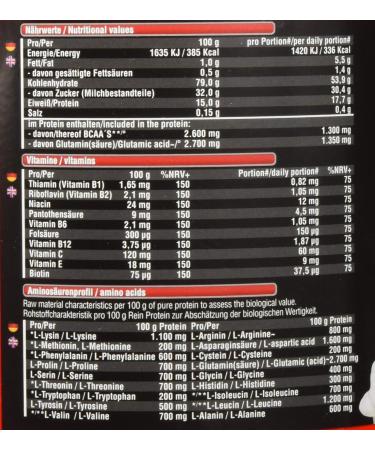 Nährwerte / Nutritional values
Pro/Per 100 g pro Portion#/per daily portion#
Energie/Energy 1635 KJ / 385 Kcal 1420 KJ / 336 Kcal
Fett/Fat 1,0 g 5,5 g
- davon gesättigte Fettsäuren 0,5 g 1,4 g
Kohlenhydrate 79,0 g 53,9 g
- davon Zucker (Milchbestandteile) 32,0 g 30,4 g
Eiweiß/Protein 15,0 g 17,7 g
Salz 0,15 g 0,4 g
im Protein enthalten/included in the protein:
- davon/thereof BCAA´S**/° 2.600 mg 1.300 mg
- davon Glutamin(säure)/Glutamic acid~/° 2.700 mg 1.350 mg
Vitamine / vitamins
Pro/Per 100 g %NRV+ Portion#/daily portion# %NRV+
Thiamin (Vitamin B1) 1,65 mg 150 0,82 mg 75
Riboflavin (Vitamin B2) 2,1 mg 150 1,05 mg 75
Niacin 24 mg 150 12 mg 75
Pantothensäure 9 mg 150 4,5 mg 75
Vitamin B6 2,1 mg 150 1,05 mg 75
Folsäure 300 µg 150 150 µg 75
Vitamin B12 3,75 µg 150 1,87 µg 75
Vitamin C 120 mg 150 60 mg 75
Vitamin E 18 mg 150 9 mg 75
Biotin 75 µg 150 37,5 µg 75
Aminosäurenprofil / amino acids
Raw material characteristics per 100 g of pure protein to assess the biological value.
Rohstoffcharakteristik pro 100 g Rein Protein zur Abschätzung der biologischen Wertigkeit.
Pro/Per 100 g Protein Pro/Per 100 g Protein
*L-Lysin / L-Lysine 1.100 mg L-Arginin / L-Arginine~ 800 mg
*L-Methionin, L-Methionine 200 mg L-Asparaginsäure / L-aspartic acid 1.600 mg
*L-Phenylalanin / L-Phenylalanine 600 mg L-Cystein / L-Cysteine 200 mg
L-Prolin / L-Proline 700 mg L-Glutamin(säure) / L-Glutamic (acid)~ 2.700 mg
L-Serin / L-Serine 700 mg L-Glycin / L-Glycine 400 mg
*L-Threonin / L-Threonine 700 mg L-Histidin / L-Histidine 300 mg
*L-Tryptophan / L-Tryptophan 200 mg */**L-Isoleucin / L-Isoleucine 700 mg
L-Tyrosin / L-Tyrosine 500 mg */**L-Leucin / L-Leucine 1.200 mg
*/**L-Valin / L-Valine 700 mg L-Alanin / L-Alanine 600 mg